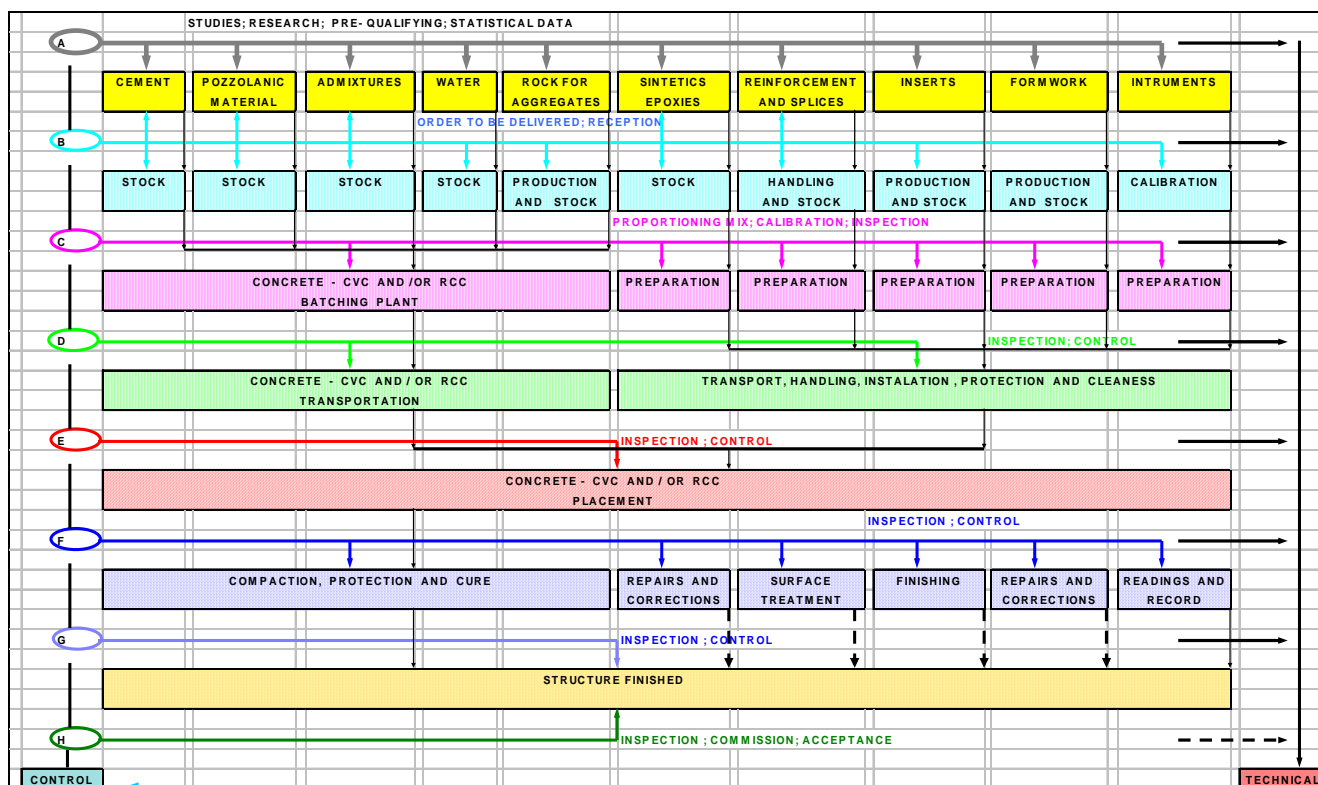 STUDIES; RESEARCH; PRE- QUALIFYING; STATISTICAL DATA
A
CEMENT
POZZOLANIC
MATERIAL
ADMIXTURES
WATER
ROCK FOR
AGGREGATES
SINTETICS
EPOXIES
REINFORCEMENT
AND SPLICES
INSERTS
FORMWORK
INTRUMENTS
ORDER TO BE DELIVERED; RECEPTION
B
STOCK
STOCK
STOCK
STOCK
PRODUCTION
AND STOCK
STOCK
HANDLING
AND STOCK
PRODUCTION
AND STOCK
PRODUCTION
AND STOCK
CALIBRATION
PROPORTIONING MIX; CALIBRATION; INSPECTION
C
CONCRETE - CVC AND /OR RCC
BATCHING PLANT
PREPARATION
PREPARATION
PREPARATION
PREPARATION
PREPARATION
D
INSPECTION; CONTROL
CONCRETE - CVC AND / OR RCC
TRANSPORTATION
TRANSPORT, HANDLING, INSTALATION , PROTECTION AND CLEANESS
E
INSPECTION ; CONTROL
CONCRETE - CVC AND / OR RCC
PLACEMENT
INSPECTION ; CONTROL
F
COMPACTION, PROTECTION AND CURE
REPAIRS AND
CORRECTIONS
SURFACE
TREATMENT
FINISHING
REPAIRS AND
CORRECTIONS
READINGS AND
RECORD
G
INSPECTION ; CONTROL
STRUCTURE FINISHED
H
INSPECTION ; COMMISSION; ACCEPTANCE
CONTROL
TECHNICAL